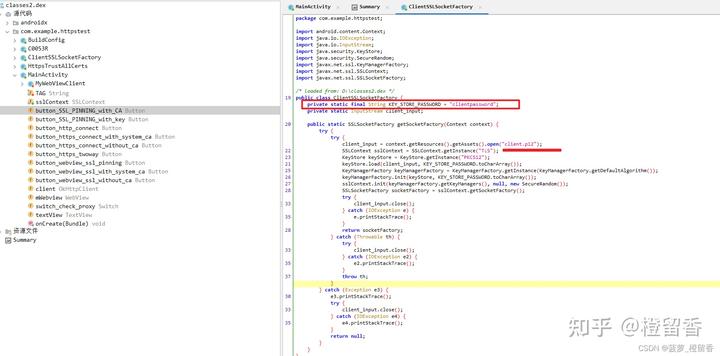 classes2.dex
源代码
androidx
com.example.httpstest
BuildConfig
C0053R
ClientSSLSocketFactory
HttpsTrustAllCerts
MainActivity
MyWebViewClient
TAG String
sslContext SSLContext
button_SSL_PINNING_with_CA Button
button_SSL_PINNING_with_key Button
button_http_connect Button
button_https_connect_with_system_ca Button
button_https_connect_without_ca Button
button_https_twoway Button
button_webview_ssl_pinning Button
button_webview_ssl_with_system_ca Button
button_webview_ssl_without_ca Button
client OkHttpClient
mWebview WebView
switch_check_proxy Switch
textView TextView
onCreate(Bundle) void
资源文件
Summary
MainActivity
Summary
ClientSSLSocketFactory
package com.example.httpstest;
import android.content.Context;
import java.io.IOException;
import java.io.InputStream;
import java.security.KeyStore;
import java.security.SecureRandom;
import javax.net.ssl.KeyManagerFactory;
import javax.net.ssl.SSLContext;
import javax.net.ssl.SSLSocketFactory;
/* loaded from: D:\classes2.dex */
19 public class ClientSSLSocketFactory {
private static final String KEY_STORE_PASSWORD = "clientpassword";
private static InputStream client_input;
20 public static SSLSocketFactory getSocketFactory(Context context) {
try {
try {
client_input = context.getResources().getAssets().open("client.p12");
22 SSLContext sslContext = SSLContext.getInstance("TLS");
23 KeyStore keyStore = KeyStore.getInstance("PKCS12");
25 keyStore.load(client_input, KEY_STORE_PASSWORD.toCharArray());
26 KeyManagerFactory keyManagerFactory = KeyManagerFactory.getInstance(KeyManagerFactory.getDefaultAlgorithm());
27 keyManagerFactory.init(keyStore, KEY_STORE_PASSWORD.toCharArray());
28 sslContext.init(keyManagerFactory.getKeyManagers(), null, new SecureRandom());
SSLSocketFactory socketFactory = sslContext.getSocketFactory();
try {
33 client_input.close();
} catch (IOException e) {
35 e.printStackTrace();
}
return socketFactory;
} catch (Throwable th) {
try {
33 client_input.close();
} catch (IOException e2) {
35 e2.printStackTrace();
}
37 throw th;
}
} catch (Exception e3) {
30 e3.printStackTrace();
try {
33 client_input.close();
} catch (IOException e4) {
35 e4.printStackTrace();
}
return null;
}
}
知乎 @橙留香
CSDN @菠萝_橙留香